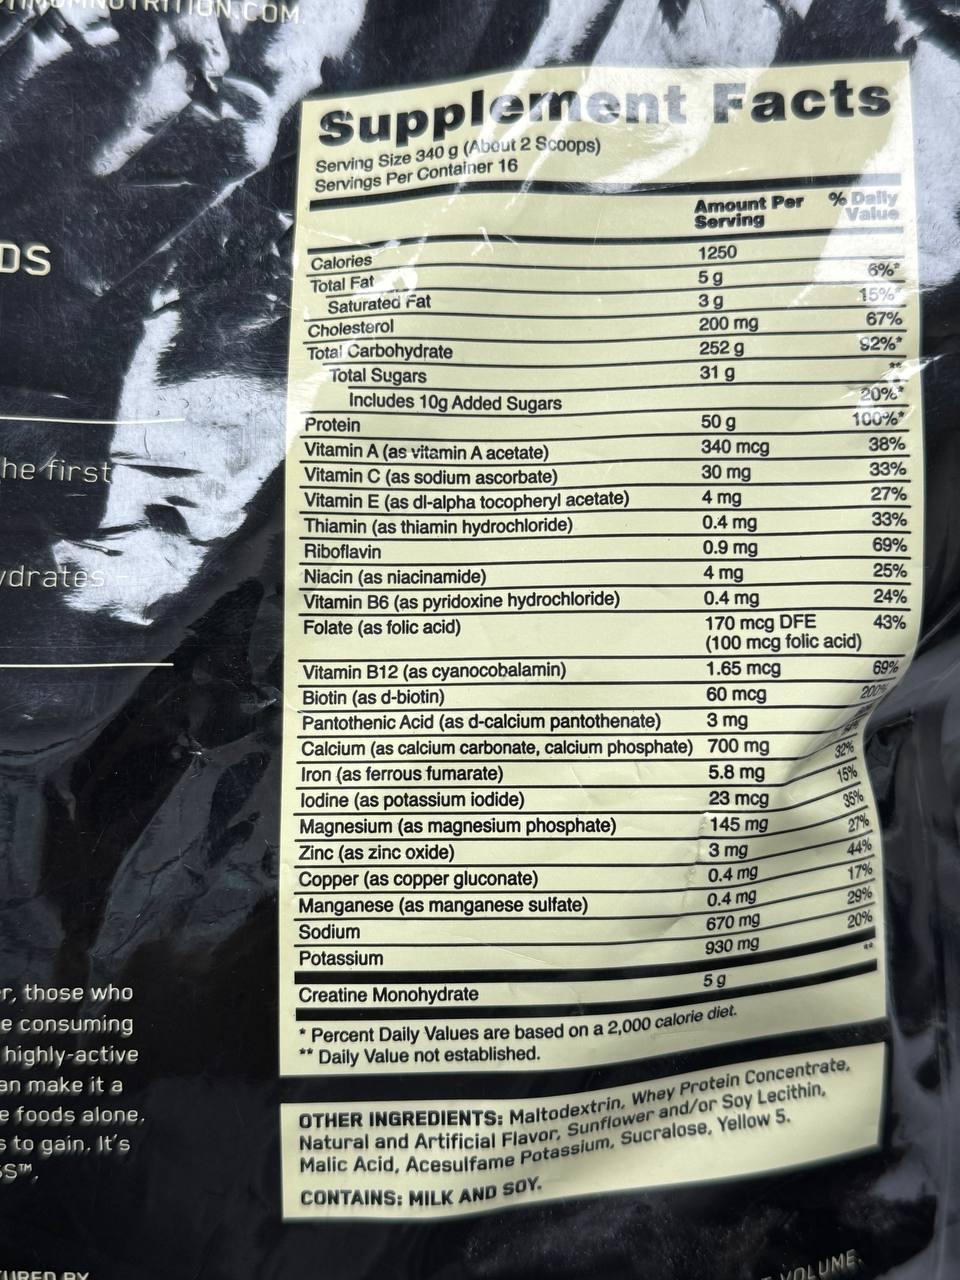 NUTRITION.COM
DS
he first
ydrates -
r, those who
e consuming
highly-active
an make it a
e foods alone.
s to gain. It's
SS™.
TURED BY
Supplement Facts
Serving Size 340 g (About 2 Scoops)
Servings Per Container 16
Amount Per Serving % Daily Value
Calories 1250
Total Fat 5 g 6%*
Saturated Fat 3 g 15%*
Cholesterol 200 mg 67%
Total Carbohydrate 252 g 92%*
Total Sugars 31 g **
Includes 10g Added Sugars 20%*
Protein 50 g 100%*
Vitamin A (as vitamin A acetate) 340 mcg 38%
Vitamin C (as sodium ascorbate) 30 mg 33%
Vitamin E (as dl-alpha tocopheryl acetate) 4 mg 27%
Thiamin (as thiamin hydrochloride) 0.4 mg 33%
Riboflavin 0.9 mg 69%
Niacin (as niacinamide) 4 mg 25%
Vitamin B6 (as pyridoxine hydrochloride) 0.4 mg 24%
Folate (as folic acid) 170 mcg DFE 43%
(100 mcg folic acid)
Vitamin B12 (as cyanocobalamin) 1.65 mcg 69%
Biotin (as d-biotin) 60 mcg 200%
Pantothenic Acid (as d-calcium pantothenate) 3 mg
Calcium (as calcium carbonate, calcium phosphate) 700 mg
Iron (as ferrous fumarate) 5.8 mg 32%
Iodine (as potassium iodide) 23 mcg 15%
Magnesium (as magnesium phosphate) 145 mg 35%
Zinc (as zinc oxide) 3 mg 27%
Copper (as copper gluconate) 0.4 mg 44%
Manganese (as manganese sulfate) 0.4 mg 17%
Sodium 670 mg 29%
Potassium 930 mg 20%
Creatine Monohydrate 5 g **
* Percent Daily Values are based on a 2,000 calorie diet.
** Daily Value not established.
OTHER INGREDIENTS: Maltodextrin, Whey Protein Concentrate,
Natural and Artificial Flavor, Sunflower and/or Soy Lecithin,
Malic Acid, Acesulfame Potassium, Sucralose, Yellow 5.
CONTAINS: MILK AND SOY.
VOLUME.